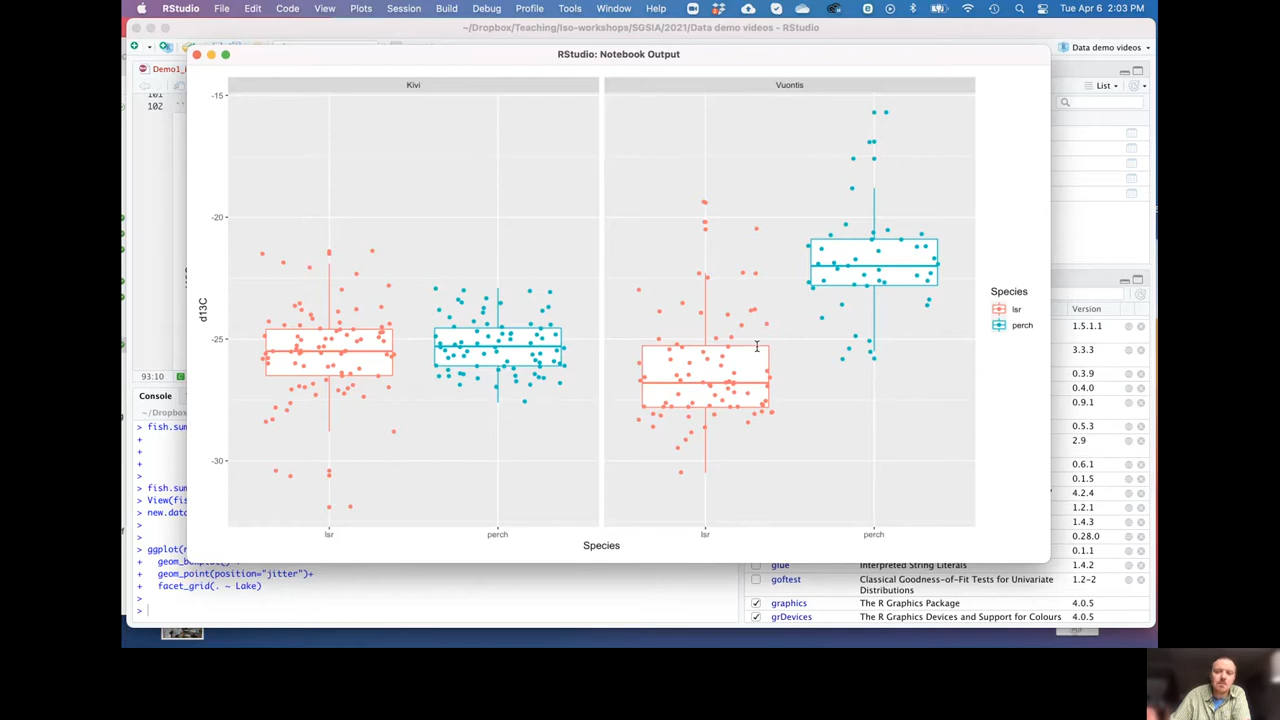 RStudio File Edit Code View Plots Session Build Debug Profile Tools Window Help Tue Apr 6 2:03 PM
~/Dropbox/Teaching/Iso-workshops/SGSIA/2021/Data demo videos - RStudio
Data demo videos
RStudio: Notebook Output
Demo1_i
List
101
102
Kivi Vuontis
-15
-20
-25
-30
d13C
lsr perch lsr perch
Species
Species
lsr
perch
93:10
Version
1.5.1.1
3.3.3
0.3.9
0.4.0
0.9.1
0.5.3
2.9
0.6.1
0.1.5
4.2.4
1.2.1
1.4.3
0.28.0
0.1.1
glue Interpreted String Literals 1.4.2
goftest Classical Goodness-of-Fit Tests for Univariate Distributions 1.2-2
graphics The R Graphics Package 4.0.5
grDevices The R Graphics Devices and Support for Colours 4.0.5
Console
~/Dropbo
> fish.sum
+
+
+
>
> fish.sum
> View(fis
> new.data
>
>
> ggplot(n
+ geom_boxplot()+
+ geom_point(position="jitter")+
+ facet_grid(. ~ Lake)
>
>